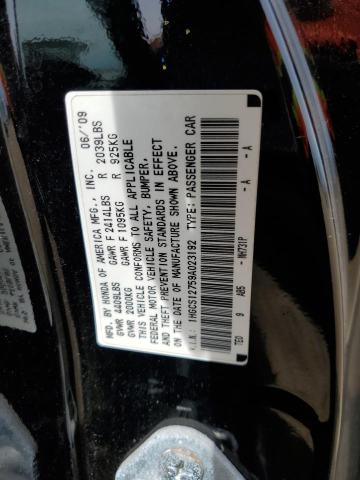 MFD. BY HONDA OF AMERICA MFG., INC. 06/'09
GVWR 4409LBS GAWR F 2414LBS R 2039LBS
GVWR 2000KG GAWR F 1095KG R 925KG
THIS VEHICLE CONFORMS TO ALL APPLICABLE
FEDERAL MOTOR VEHICLE SAFETY, BUMPER,
AND THEFT PREVENTION STANDARDS IN EFFECT
ON THE DATE OF MANUFACTURE SHOWN ABOVE.
V.I.N.: 1HGCS12759A023192 TYPE: PASSENGER CAR
TE0 9 AB5 - NH731P - A - A